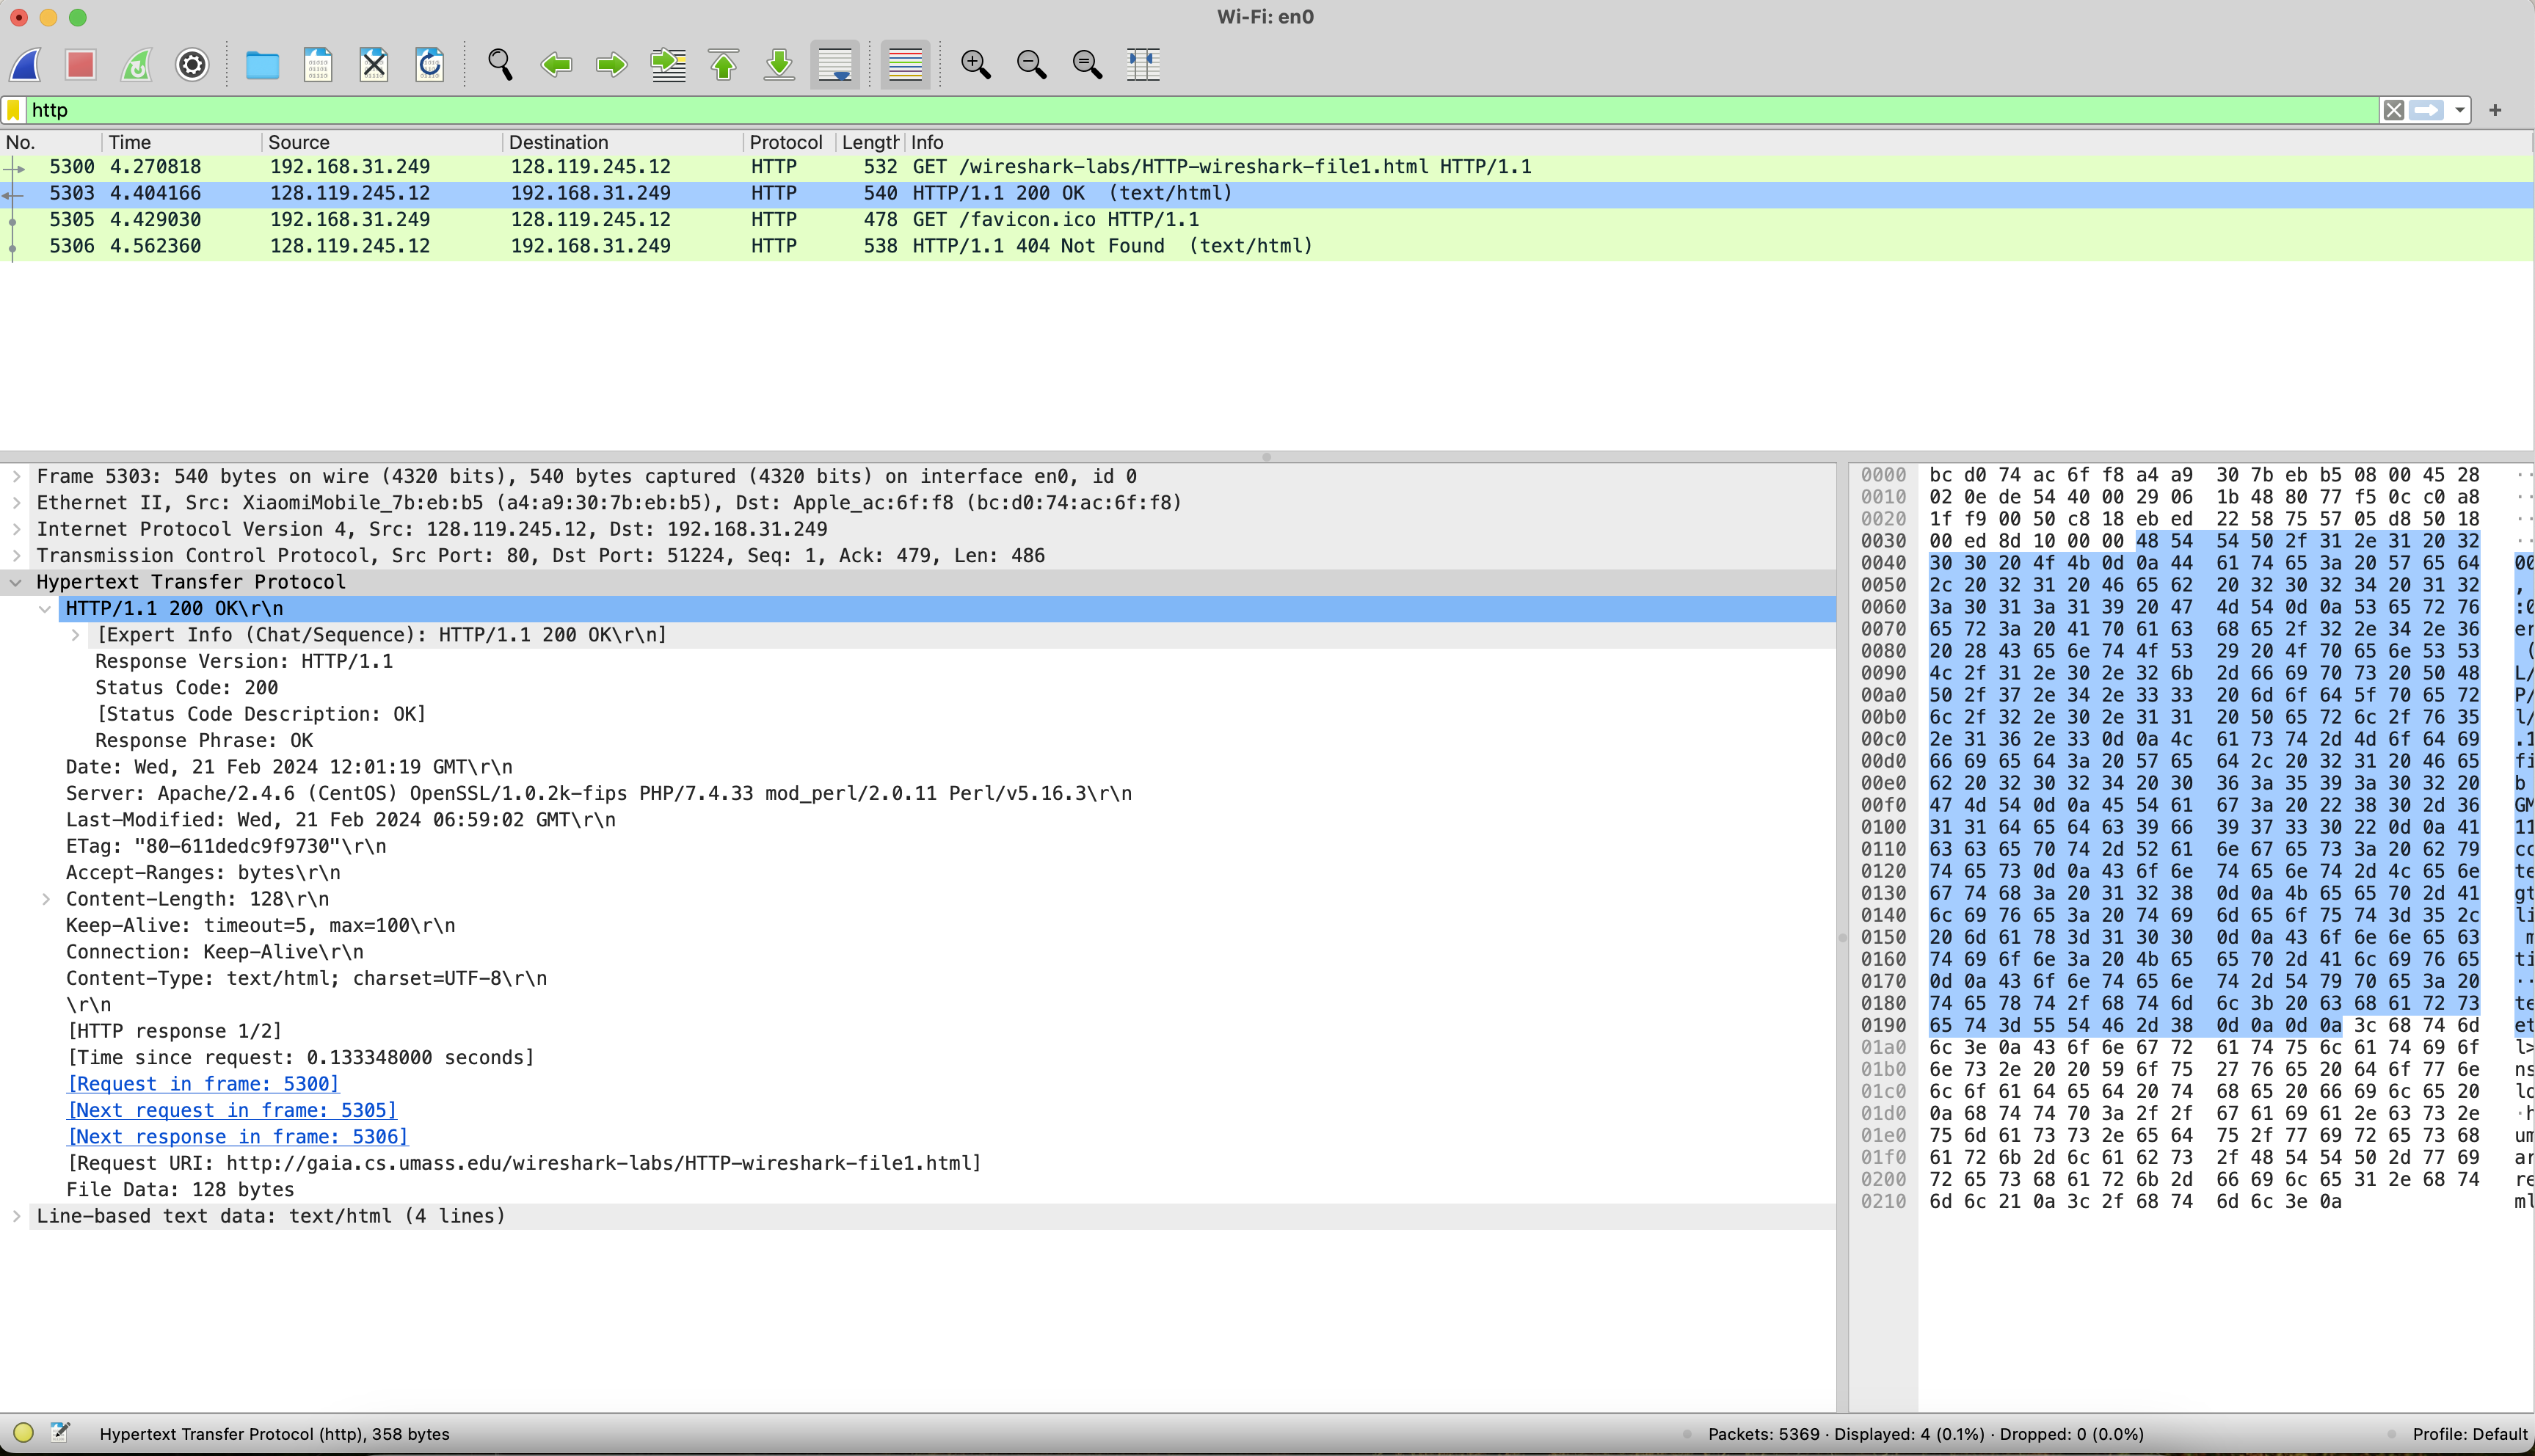 Wi-Fi: en0
http
No. Time Source Destination Protocol Length Info
5300 4.270818 192.168.31.249 128.119.245.12 HTTP 532 GET /wireshark-labs/HTTP-wireshark-file1.html HTTP/1.1
5303 4.404166 128.119.245.12 192.168.31.249 HTTP 540 HTTP/1.1 200 OK (text/html)
5305 4.429030 192.168.31.249 128.119.245.12 HTTP 478 GET /favicon.ico HTTP/1.1
5306 4.562360 128.119.245.12 192.168.31.249 HTTP 538 HTTP/1.1 404 Not Found (text/html)
Frame 5303: 540 bytes on wire (4320 bits), 540 bytes captured (4320 bits) on interface en0, id 0
Ethernet II, Src: XiaomiMobile_7b:eb:b5 (a4:a9:30:7b:eb:b5), Dst: Apple_ac:6f:f8 (bc:d0:74:ac:6f:f8)
Internet Protocol Version 4, Src: 128.119.245.12, Dst: 192.168.31.249
Transmission Control Protocol, Src Port: 80, Dst Port: 51224, Seq: 1, Ack: 479, Len: 486
Hypertext Transfer Protocol
HTTP/1.1 200 OK\r\n
[Expert Info (Chat/Sequence): HTTP/1.1 200 OK\r\n]
Response Version: HTTP/1.1
Status Code: 200
[Status Code Description: OK]
Response Phrase: OK
Date: Wed, 21 Feb 2024 12:01:19 GMT\r\n
Server: Apache/2.4.6 (CentOS) OpenSSL/1.0.2k-fips PHP/7.4.33 mod_perl/2.0.11 Perl/v5.16.3\r\n
Last-Modified: Wed, 21 Feb 2024 06:59:02 GMT\r\n
ETag: "80-611dedc9f9730"\r\n
Accept-Ranges: bytes\r\n
Content-Length: 128\r\n
Keep-Alive: timeout=5, max=100\r\n
Connection: Keep-Alive\r\n
Content-Type: text/html; charset=UTF-8\r\n
\r\n
[HTTP response 1/2]
[Time since request: 0.133348000 seconds]
[Request in frame: 5300]
[Next request in frame: 5305]
[Next response in frame: 5306]
[Request URI: http://gaia.cs.umass.edu/wireshark-labs/HTTP-wireshark-file1.html]
File Data: 128 bytes
Line-based text data: text/html (4 lines)
0000 bc d0 74 ac 6f f8 a4 a9 30 7b eb b5 08 00 45 28 ··
0010 02 0e de 54 40 00 29 06 1b 48 80 77 f5 0c c0 a8 ··
0020 1f f9 00 50 c8 18 eb ed 22 58 75 57 05 d8 50 18 ··
0030 00 ed 8d 10 00 00 48 54 54 50 2f 31 2e 31 20 32 ··
0040 30 30 20 4f 4b 0d 0a 44 61 74 65 3a 20 57 65 64 00
0050 2c 20 32 31 20 46 65 62 20 32 30 32 34 20 31 32 ,
0060 3a 30 31 3a 31 39 20 47 4d 54 0d 0a 53 65 72 76 :0
0070 65 72 3a 20 41 70 61 63 68 65 2f 32 2e 34 2e 36 er
0080 20 28 43 65 6e 74 4f 53 29 20 4f 70 65 6e 53 53 (
0090 4c 2f 31 2e 30 2e 32 6b 2d 66 69 70 73 20 50 48 L/
00a0 50 2f 37 2e 34 2e 33 33 20 6d 6f 64 5f 70 65 72 P/
00b0 6c 2f 32 2e 30 2e 31 31 20 50 65 72 6c 2f 76 35 l/
00c0 2e 31 36 2e 33 0d 0a 4c 61 73 74 2d 4d 6f 64 69 .1
00d0 66 69 65 64 3a 20 57 65 64 2c 20 32 31 20 46 65 fi
00e0 62 20 32 30 32 34 20 30 36 3a 35 39 3a 30 32 20 b
00f0 47 4d 54 0d 0a 45 54 61 67 3a 20 22 38 30 2d 36 GM
0100 31 31 64 65 64 63 39 66 39 37 33 30 22 0d 0a 41 11
0110 63 63 65 70 74 2d 52 61 6e 67 65 73 3a 20 62 79 cc
0120 74 65 73 0d 0a 43 6f 6e 74 65 6e 74 2d 4c 65 6e te
0130 67 74 68 3a 20 31 32 38 0d 0a 4b 65 65 70 2d 41 gt
0140 6c 69 76 65 3a 20 74 69 6d 65 6f 75 74 3d 35 2c li
0150 20 6d 61 78 3d 31 30 30 0d 0a 43 6f 6e 6e 65 63 m
0160 74 69 6f 6e 3a 20 4b 65 65 70 2d 41 6c 69 76 65 ti
0170 0d 0a 43 6f 6e 74 65 6e 74 2d 54 79 70 65 3a 20 ··
0180 74 65 78 74 2f 68 74 6d 6c 3b 20 63 68 61 72 73 te
0190 65 74 3d 55 54 46 2d 38 0d 0a 0d 0a 3c 68 74 6d et
01a0 6c 3e 0a 43 6f 6e 67 72 61 74 75 6c 61 74 69 6f l>
01b0 6e 73 2e 20 20 59 6f 75 27 76 65 20 64 6f 77 6e ns
01c0 6c 6f 61 64 65 64 20 74 68 65 20 66 69 6c 65 20 lo
01d0 0a 68 74 74 70 3a 2f 2f 67 61 69 61 2e 63 73 2e ·h
01e0 75 6d 61 73 73 2e 65 64 75 2f 77 69 72 65 73 68 um
01f0 61 72 6b 2d 6c 61 62 73 2f 48 54 54 50 2d 77 69 ar
0200 72 65 73 68 61 72 6b 2d 66 69 6c 65 31 2e 68 74 re
0210 6d 6c 21 0a 3c 2f 68 74 6d 6c 3e 0a ml
Hypertext Transfer Protocol (http), 358 bytes
Packets: 5369 · Displayed: 4 (0.1%) · Dropped: 0 (0.0%)
Profile: Default